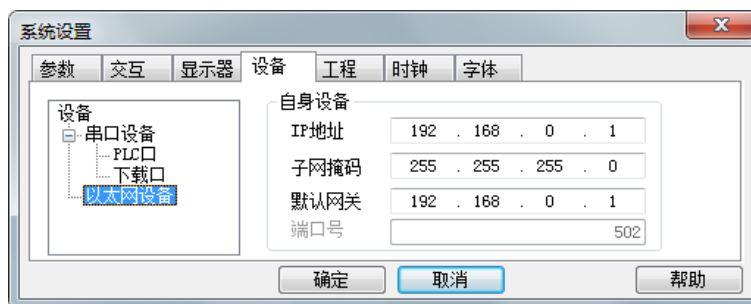 系统设置
参数 交互 显示器 设备 工程 时钟 字体
设备
串口设备
PLC口
下载口
以太网设备
自身设备
IP地址 192 . 168 . 0 . 1
子网掩码 255 . 255 . 255 . 0
默认网关 192 . 168 . 0 . 1
端口号 502
确定 取消 帮助